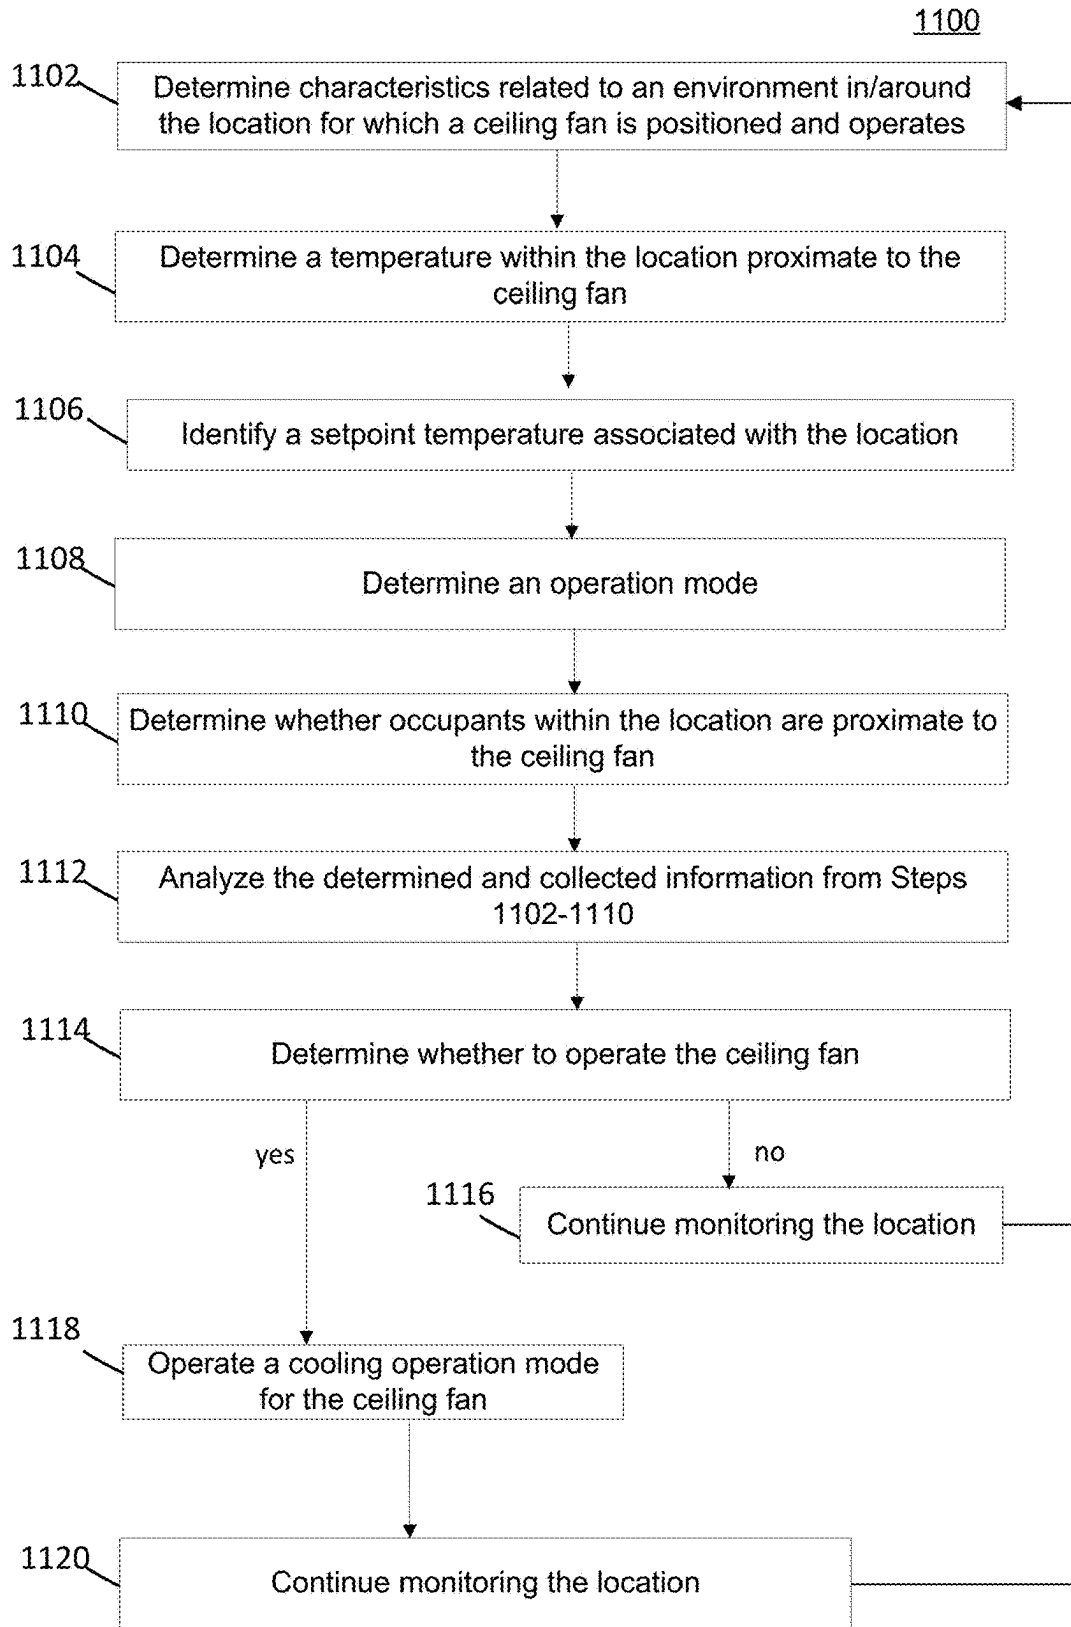 1100
1102
Determine characteristics related to an environment in/around
the location for which a ceiling fan is positioned and operates
1104
Determine a temperature within the location proximate to the
ceiling fan
1106
Identify a setpoint temperature associated with the location
1108
Determine an operation mode
1110
Determine whether occupants within the location are proximate to
the ceiling fan
1112
Analyze the determined and collected information from Steps
1102-1110
1114
Determine whether to operate the ceiling fan
yes
no
1116
Continue monitoring the location
1118
Operate a cooling operation mode
for the ceiling fan
1120
Continue monitoring the location